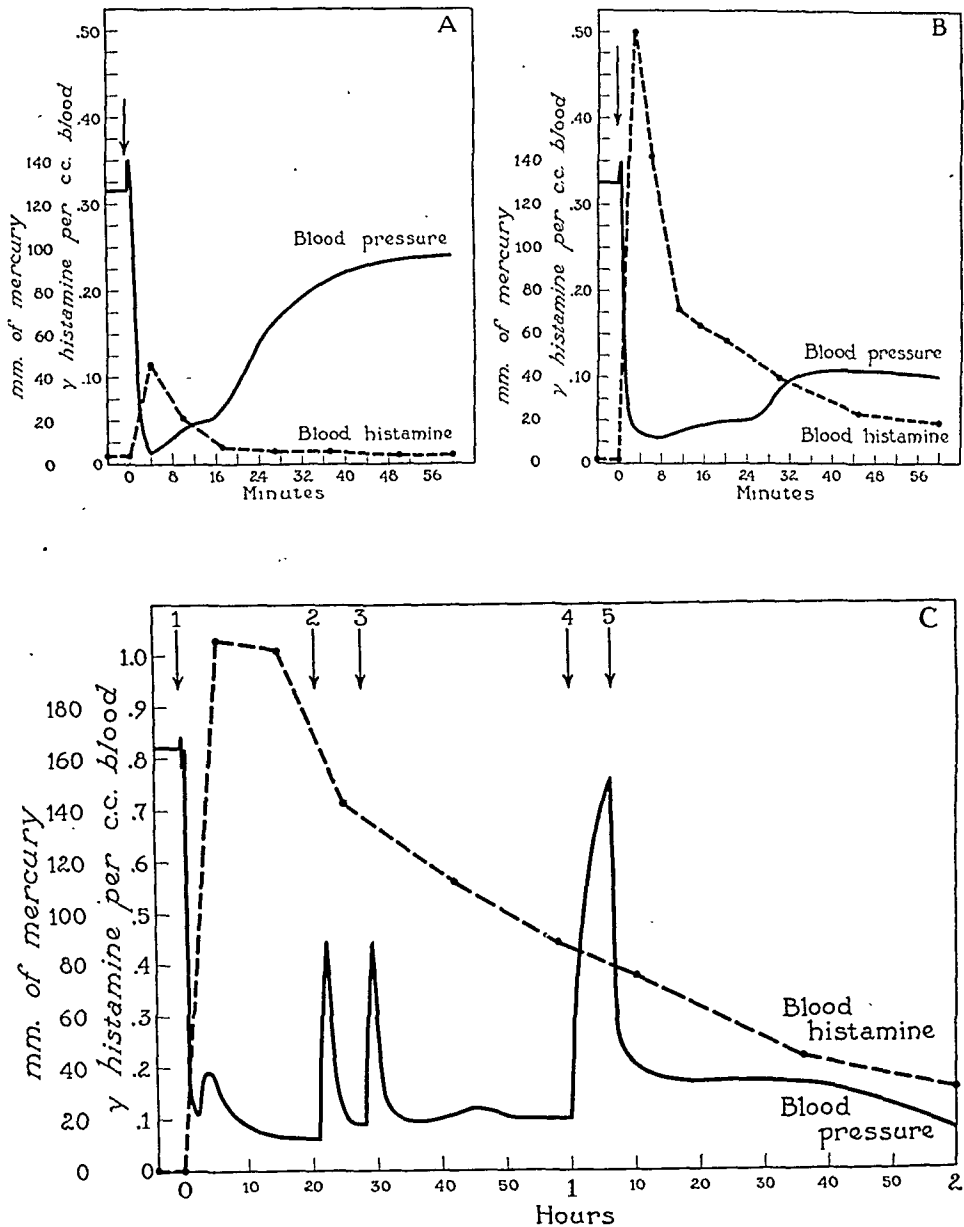 A
.50
.40
.30
.20
.10
0
140
120
100
80
60
40
20
0
mm. of mercury
γ histamine per c.c. blood
Blood pressure
Blood histamine
0 8 16 24 32 40 48 56
Minutes
B
.50
.40
.30
.20
.10
0
140
120
100
80
60
40
20
0
mm. of mercury
γ histamine per c.c. blood
Blood pressure
Blood histamine
0 8 16 24 32 40 48 56
Minutes
C
1 2 3 4 5
1.0
.9
.8
.7
.6
.5
.4
.3
.2
.1
0
180
160
140
120
100
80
60
40
20
0
mm. of mercury
γ histamine per c.c. blood
Blood
histamine
Blood
pressure
0 10 20 30 40 50 1 10 20 30 40 50 2
Hours